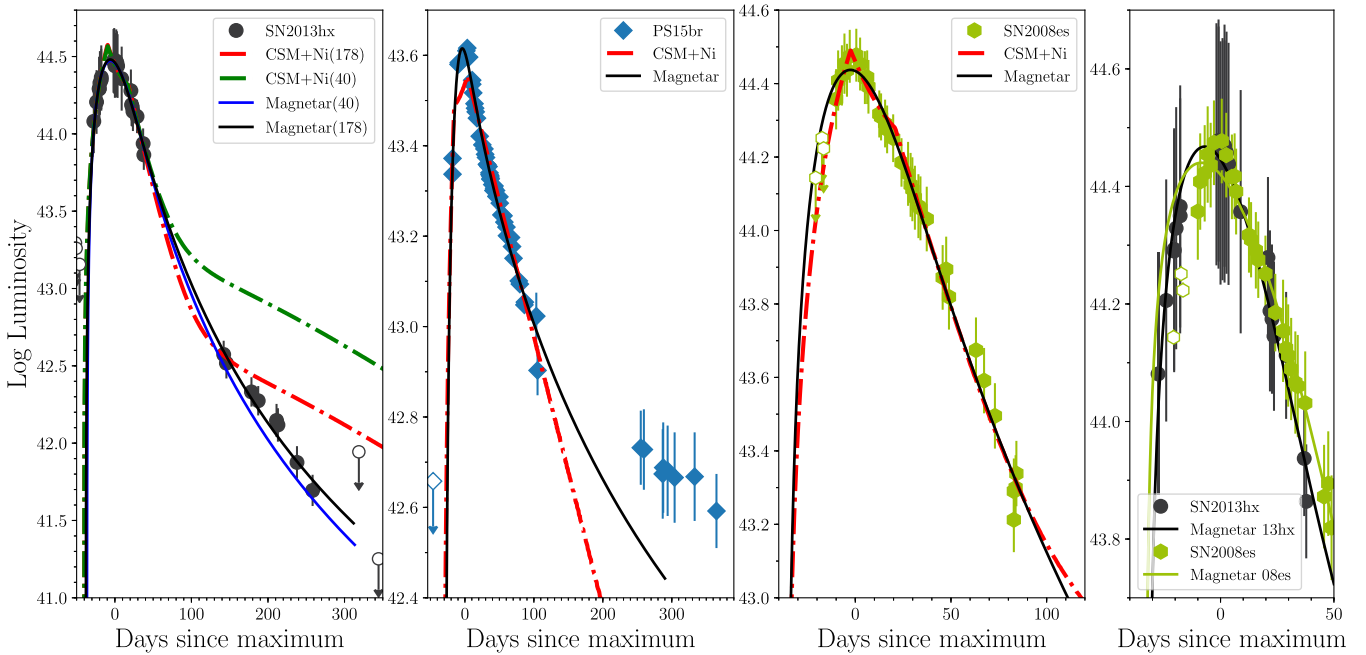 Log Luminosity
44.5
44.0
43.5
43.0
42.5
42.0
41.5
41.0
0 100 200 300
Days since maximum
SN2013hx
CSM+Ni(178)
CSM+Ni(40)
Magnetar(40)
Magnetar(178)
43.6
43.4
43.2
43.0
42.8
42.6
42.4
0 100 200 300
Days since maximum
PS15br
CSM+Ni
Magnetar
44.6
44.4
44.2
44.0
43.8
43.6
43.4
43.2
43.0
0 50 100
Days since maximum
SN2008es
CSM+Ni
Magnetar
44.6
44.4
44.2
44.0
43.8
0 50
Days since maximum
SN2013hx
Magnetar 13hx
SN2008es
Magnetar 08es